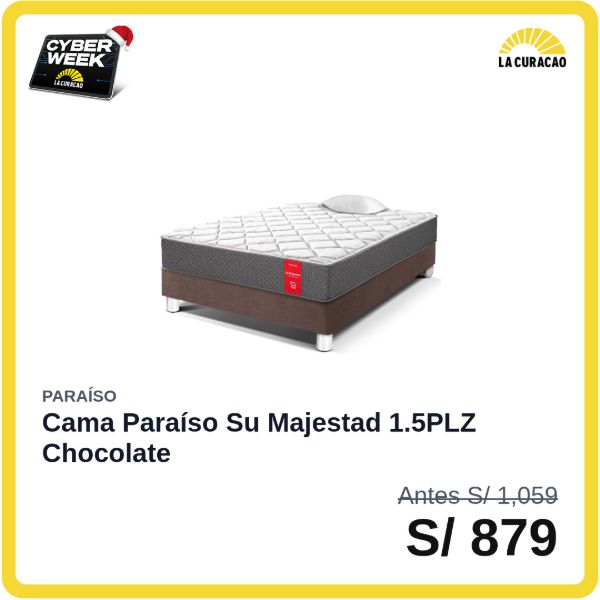 CYBER
WEEK
LA CURACAO
LA CURACAO
PARAÍSO
Cama Paraíso Su Majestad 1.5PLZ
Chocolate
Antes S/ 1,059
S/ 879